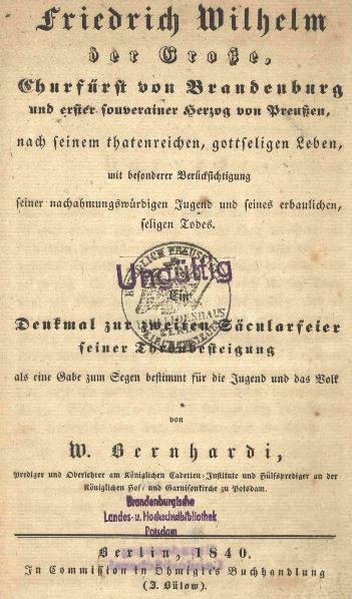 Friedrich Wilhelm
der Große,
Churfürst von Brandenburg
und erster souverainer Herzog von Preußen,
nach seinem thatenreichen, gottseligen Leben,
mit besonderer Berücksichtigung
seiner nachahmungswürdigen Jugend und seines erbaulichen,
seligen Todes.
Ungültig
Ein
Denkmal zur zweiten Säcularfeier
seiner Thronbesteigung
als eine Gabe zum Segen bestimmt für die Jugend und das Volk
von
W. Bernhardi,
Prediger und Oberlehrer am Königlichen Cadetten-Institute und Hülfsprediger an der
Königlichen Hof- und Garnisonkirche zu Potsdam.
Brandenburgische
Landes- u. Hochschulbibliothek
Potsdam
Berlin, 1840.
In Commission in Oehmigke's Buchhandlung
(J. Bülow).